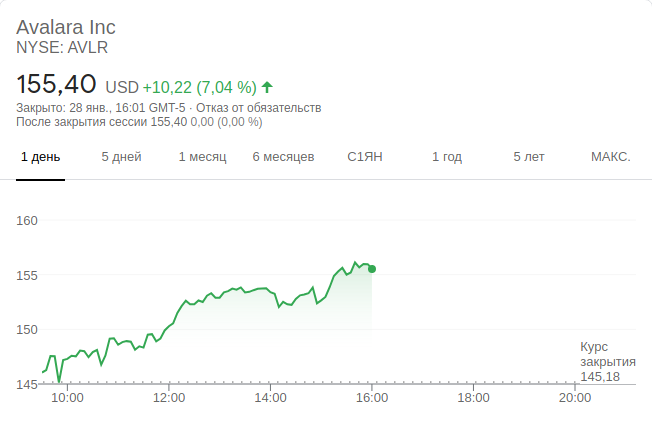 Avalara Inc
NYSE: AVLR
155,40 USD +10,22 (7,04 %)
Закрыто: 28 янв., 16:01 GMT-5 · Отказ от обязательств
После закрытия сессии 155,40 0,00 (0,00 %)
1 день 5 дней 1 месяц 6 месяцев С1ЯН 1 год 5 лет МАКС.
160
155
150
Курс
закрытия
145,18
145
10:00 12:00 14:00 16:00 18:00 20:00